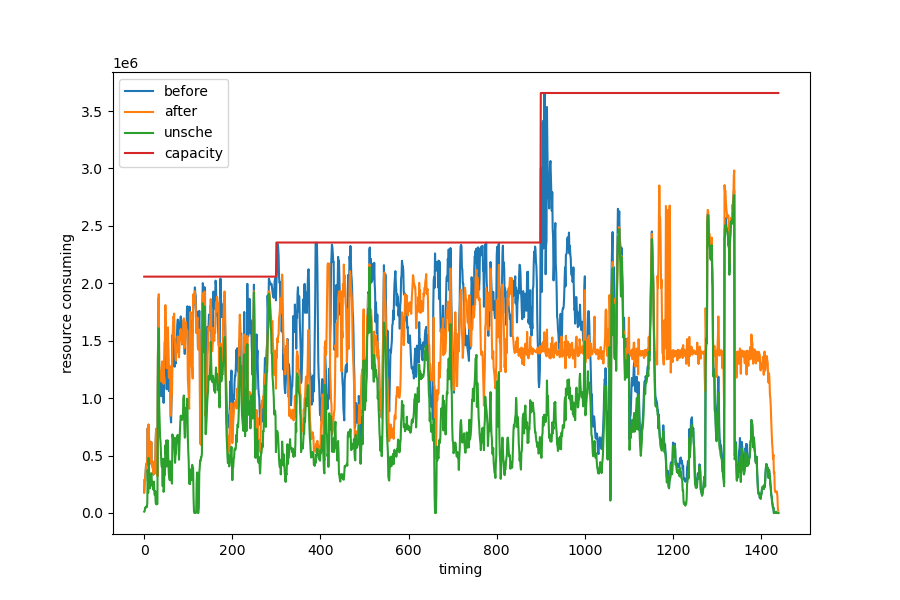 1e6
before
after
unsche
capacity
3.5
3.0
2.5
2.0
1.5
1.0
0.5
0.0
resource consuming
0 200 400 600 800 1000 1200 1400
timing